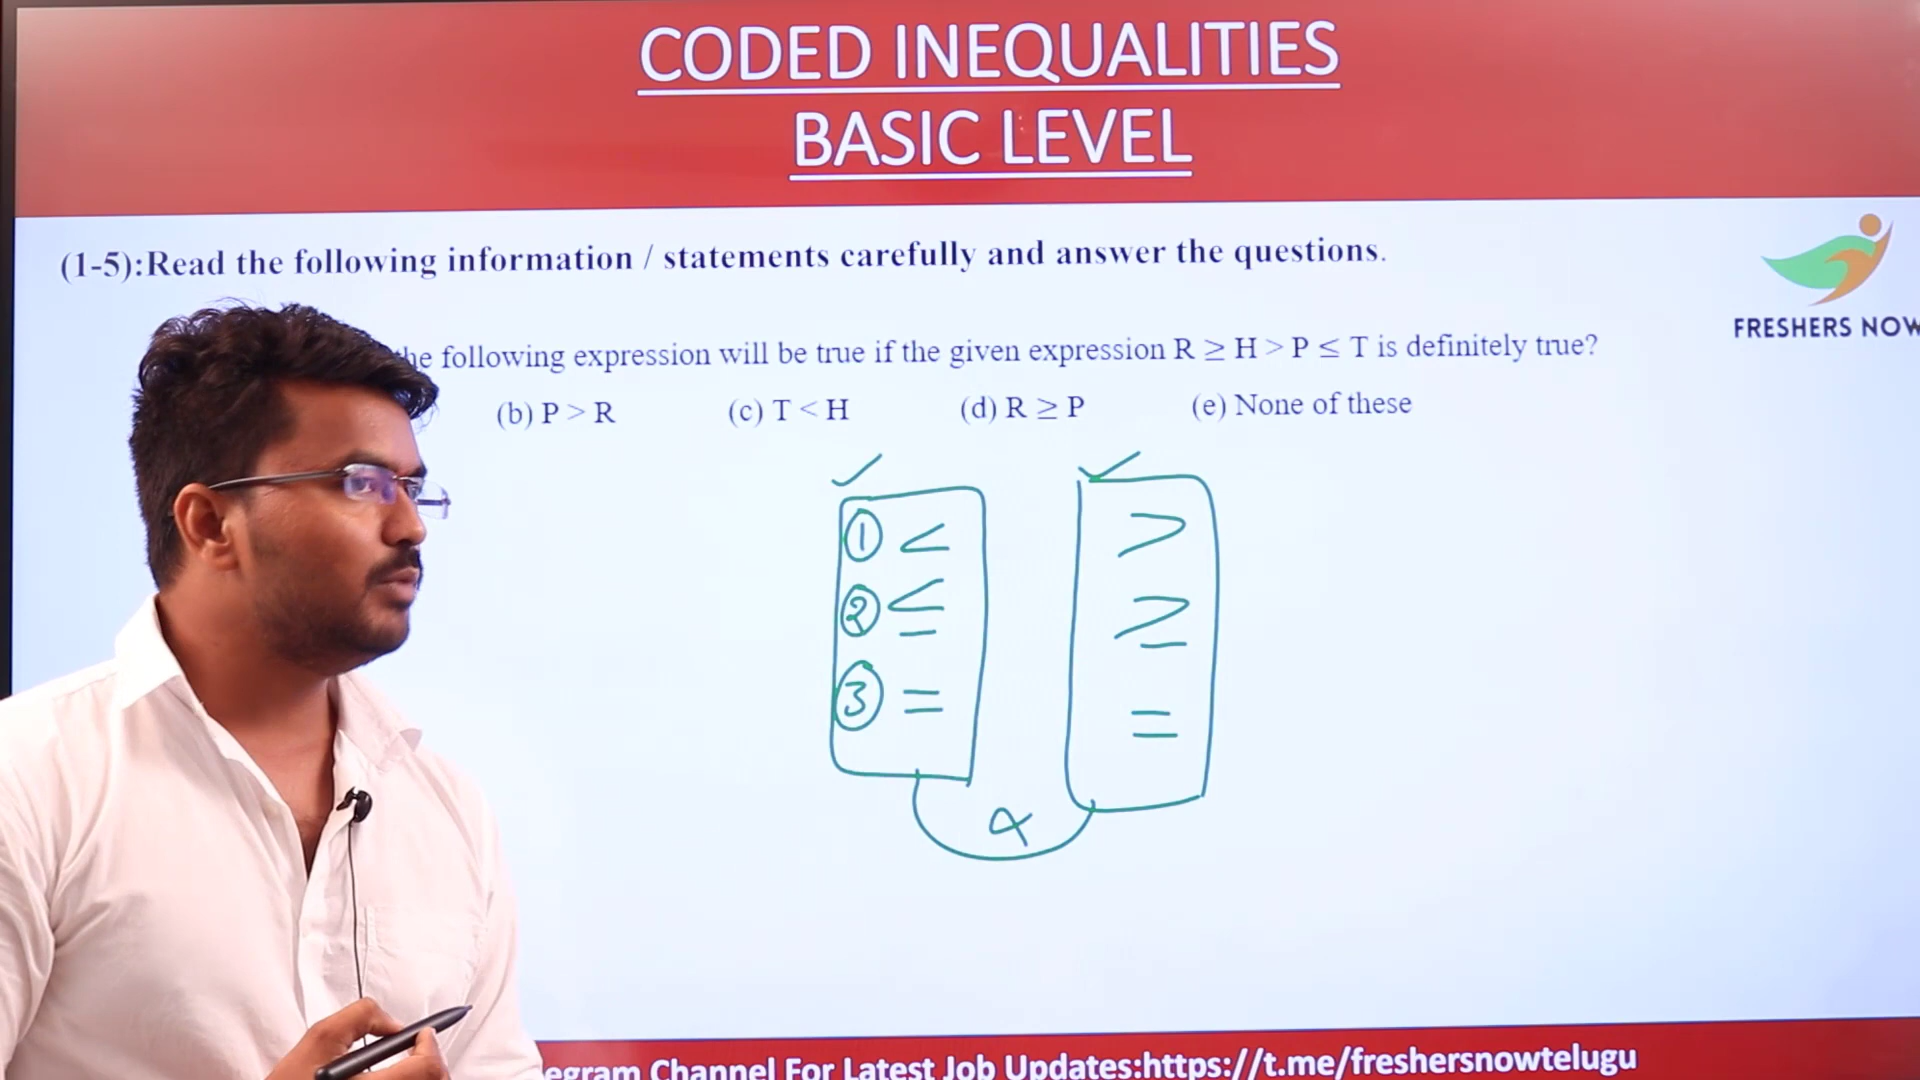 CODED INEQUALITIES
BASIC LEVEL
(1-5):Read the following information / statements carefully and answer the questions.
FRESHERS NOW
the following expression will be true if the given expression R ≥ H > P ≤ T is definitely true?
(b) P > R (c) T < H (d) R ≥ P (e) None of these
① < >
② ≤ ≥
③ = =
egram Channel For Latest Job Updates:https://t.me/freshersnowtelugu